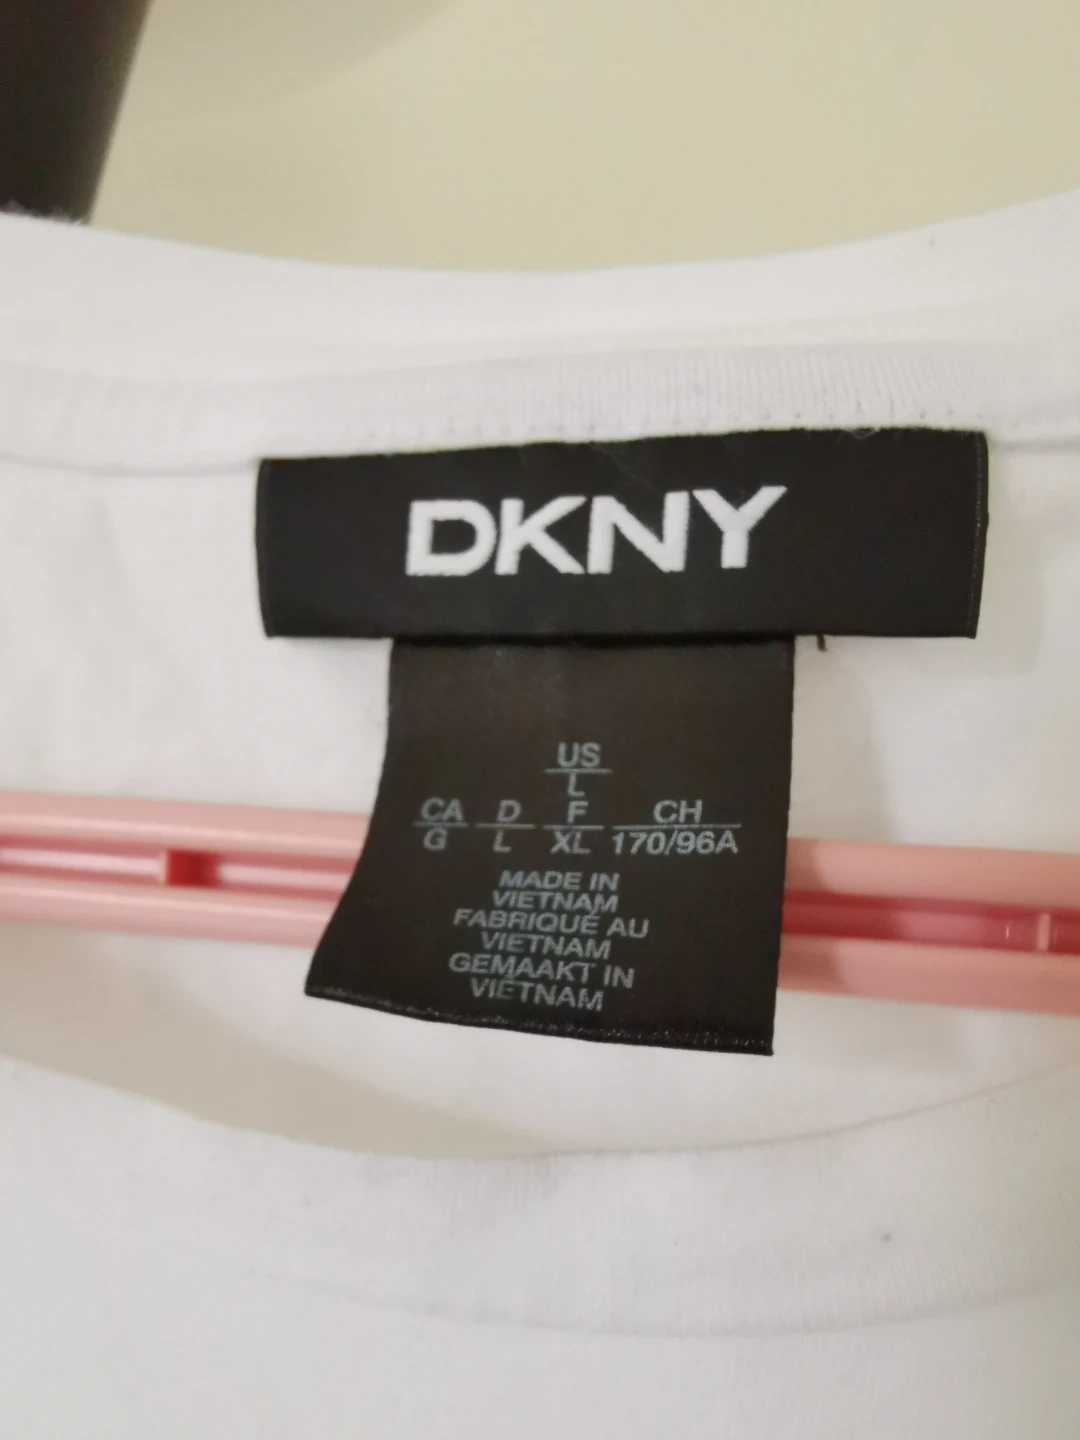 DKNY
US
L
CA D F CH
G L XL 170/96A
MADE IN
VIETNAM
FABRIQUÉ AU
VIETNAM
GEMAAKT IN
VIETNAM